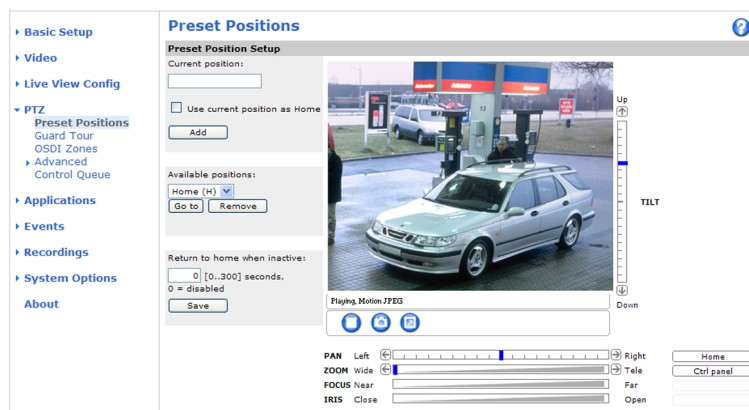 Basic Setup
Video
Live View Config
PTZ
Preset Positions
Guard Tour
OSDI Zones
Advanced
Control Queue
Applications
Events
Recordings
System Options
About
Preset Positions
?
Preset Position Setup
Current position:
Use current position as Home
Add
Available positions:
Home (H)
Go to
Remove
Return to home when inactive:
0 [0..300] seconds,
0 = disabled
Save
12
Up
TILT
Down
Playing, Motion JPEG
PAN Left Right Home
ZOOM Wide Tele Ctrl panel
FOCUS Near Far
IRIS Close Open